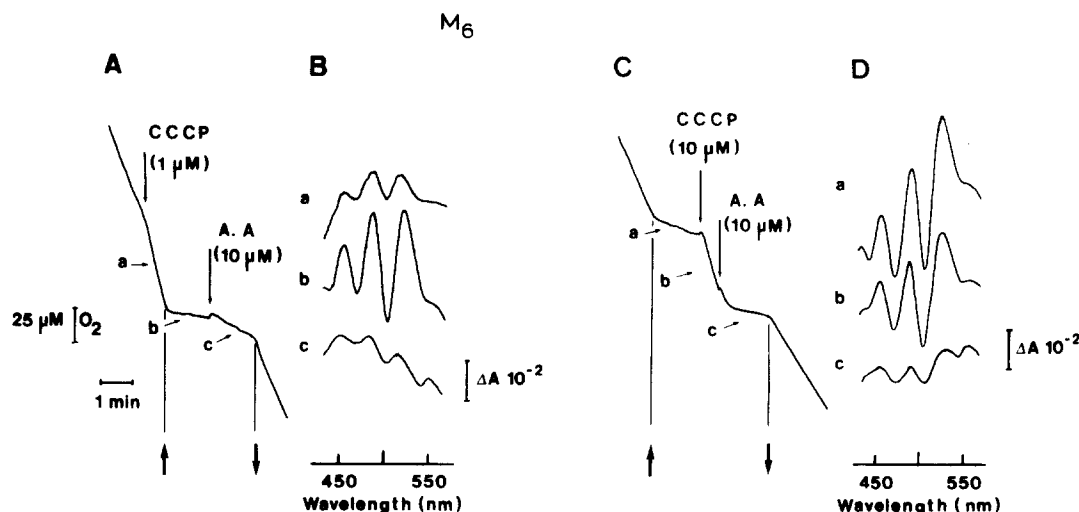 M6
A
B
C
D
CCCP
(1 µM)
A. A
(10 µM)
a
b
c
25 µM O2
1 min
a
b
c
ΔA 10-2
450 550
Wavelength (nm)
CCCP
(10 µM)
A. A
(10 µM)
a
b
c
a
b
c
ΔA 10-2
450 550
Wavelength (nm)